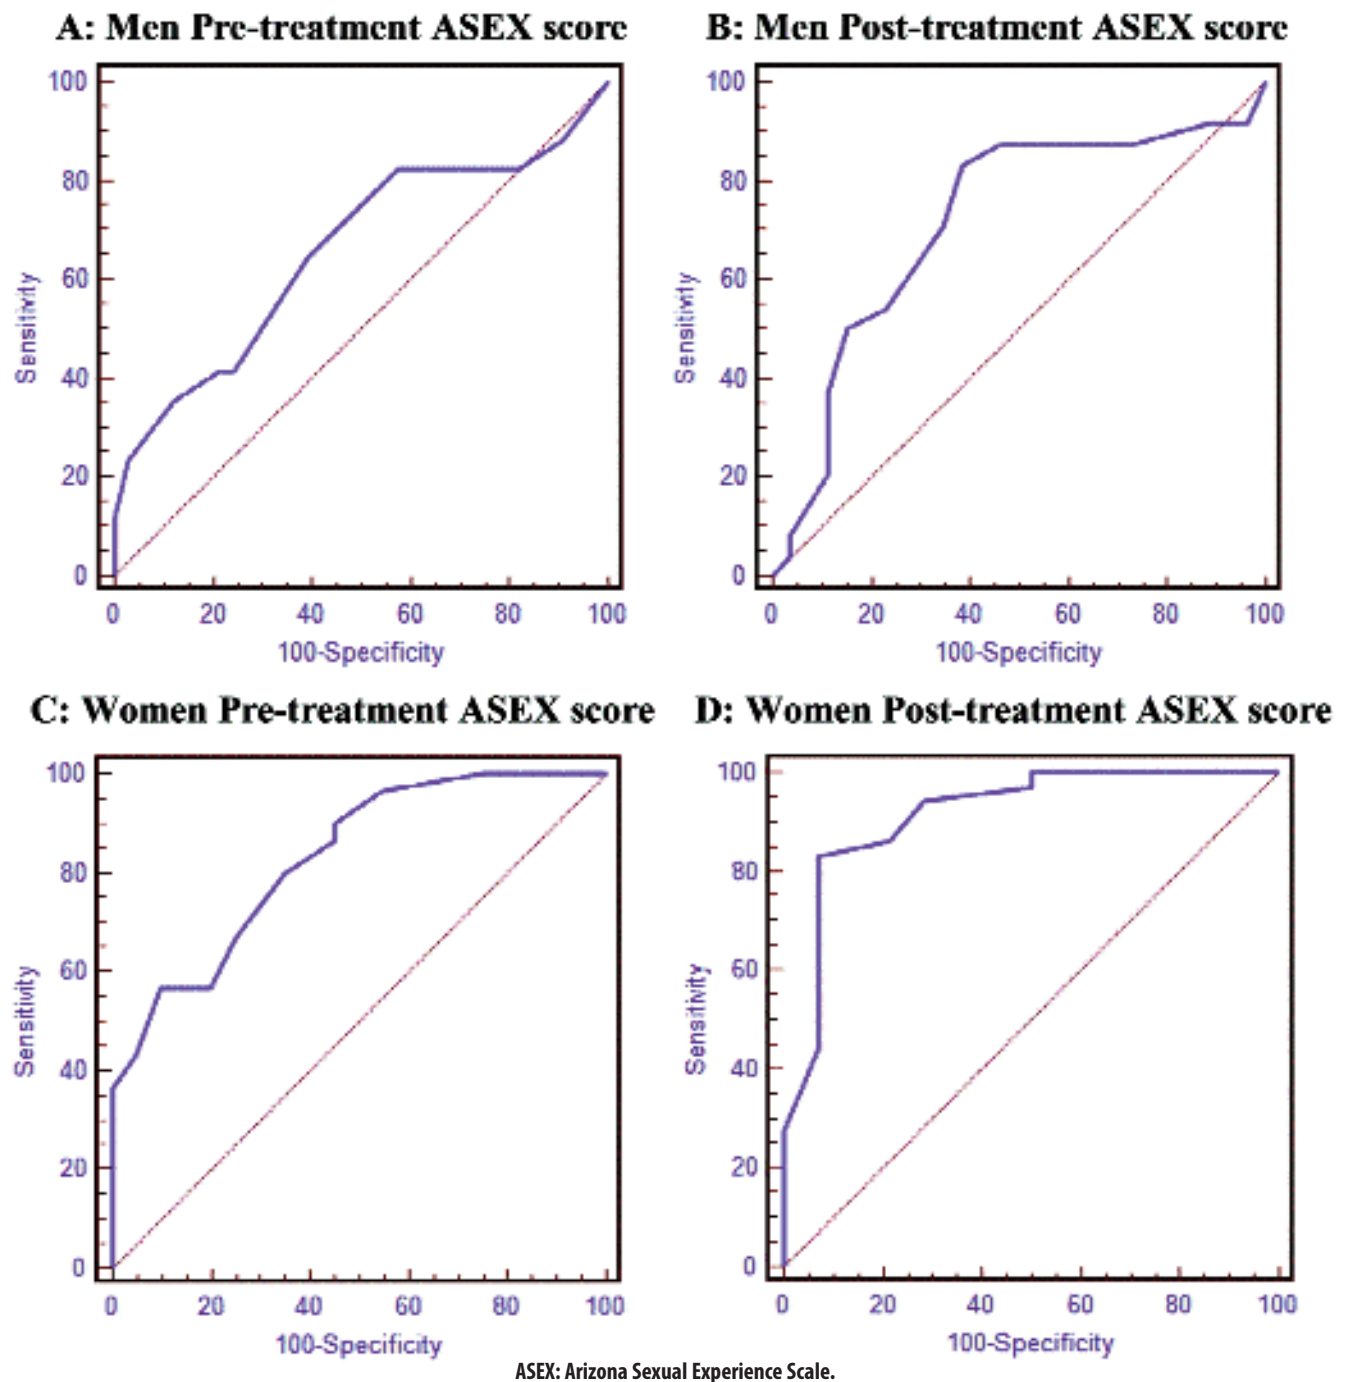 A: Men Pre-treatment ASEX score
100
80
60
40
20
0
Sensitivity
0 20 40 60 80 100
100-Specificity
B: Men Post-treatment ASEX score
100
80
60
40
20
0
Sensitivity
0 20 40 60 80 100
100-Specificity
C: Women Pre-treatment ASEX score
100
80
60
40
20
0
Sensitivity
0 20 40 60 80 100
100-Specificity
D: Women Post-treatment ASEX score
100
80
60
40
20
0
Sensitivity
0 20 40 60 80 100
100-Specificity
ASEX: Arizona Sexual Experience Scale.